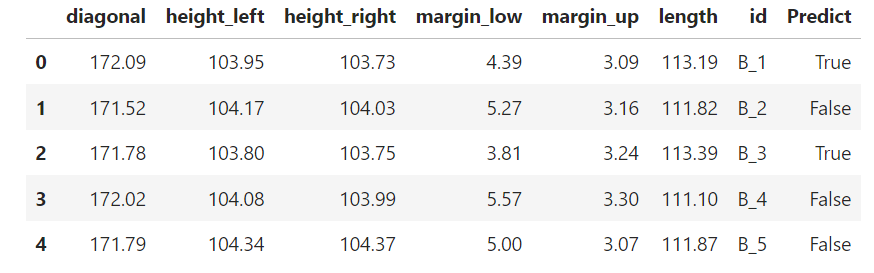 diagonal height_left height_right margin_low margin_up length id Predict
0 172.09 103.95 103.73 4.39 3.09 113.19 B_1 True
1 171.52 104.17 104.03 5.27 3.16 111.82 B_2 False
2 171.78 103.80 103.75 3.81 3.24 113.39 B_3 True
3 172.02 104.08 103.99 5.57 3.30 111.10 B_4 False
4 171.79 104.34 104.37 5.00 3.07 111.87 B_5 False